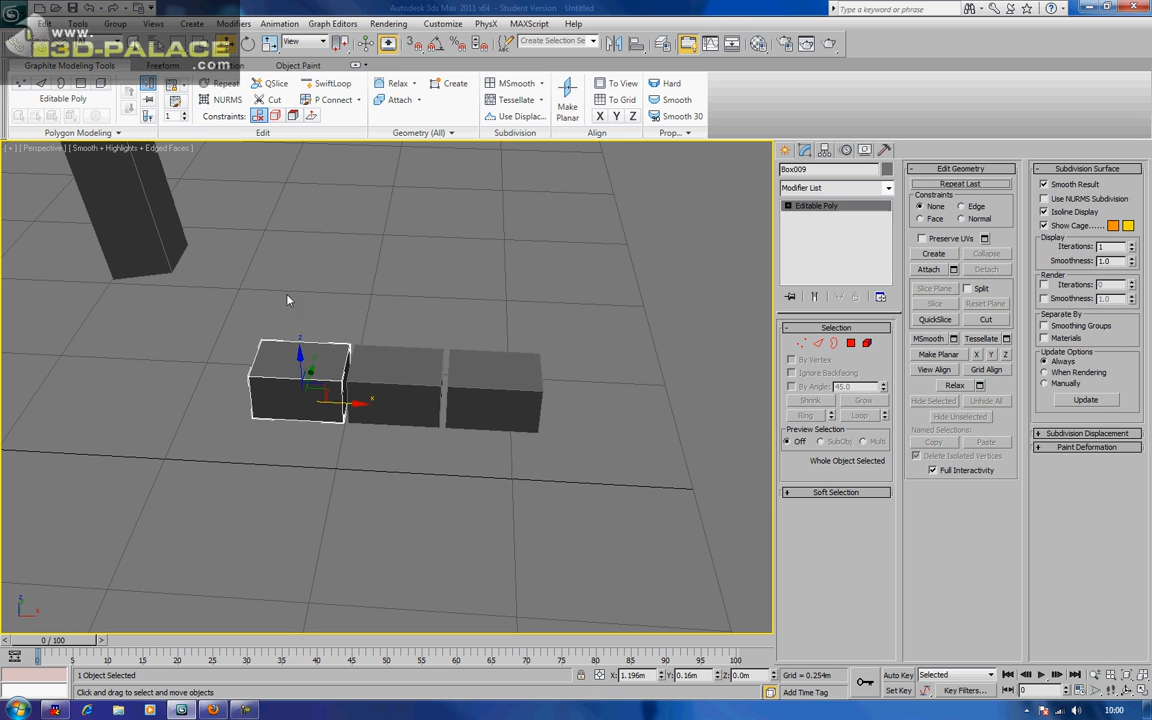 Autodesk 3ds Max 2011 x64 - Student Version Untitled
Type a keyword or phrase
Edit Tools Group Views Create Modifiers Animation Graph Editors Rendering Customize PhysX MAXScript Help
www.
3D-PALACE
.com
View
Create Selection Se
Graphite Modeling Tools Freeform Object Paint
Repeat QSlice SwiftLoop Relax Create MSmooth To View Hard
Editable Poly NURMS Cut P Connect Attach Tessellate Make Planar To Grid Smooth
1 Constraints: Use Displac... X Y Z Smooth 30
Polygon Modeling Edit Geometry (All) Subdivision Align Prop...
[ + ] [ Perspective ] [ Smooth + Highlights + Edged Faces ]
z
y
x
z
x
Box009
Modifier List
Editable Poly
Selection
By Vertex
Ignore Backfacing
By Angle: 45.0
Shrink Grow
Ring Loop
Preview Selection
Off SubObj Multi
Whole Object Selected
Soft Selection
Edit Geometry
Repeat Last
Constraints
None Edge
Face Normal
Preserve UVs
Create Collapse
Attach Detach
Slice Plane Split
Slice Reset Plane
QuickSlice Cut
MSmooth Tessellate
Make Planar X Y Z
View Align Grid Align
Relax
Hide Selected Unhide All
Hide Unselected
Named Selections:
Copy Paste
Delete Isolated Vertices
Full Interactivity
Subdivision Surface
Smooth Result
Use NURMS Subdivision
Isoline Display
Show Cage......
Display
Iterations: 1
Smoothness: 1.0
Render
Iterations: 0
Smoothness: 1.0
Separate By
Smoothing Groups
Materials
Update Options
Always
When Rendering
Manually
Update
Subdivision Displacement
Paint Deformation
0 / 100
0 10 15 20 25 30 35 40 45 50 55 60 65 70 75 80 85 90 95 100
1 Object Selected X: 1.196m Y: 0.16m Z: 0.0m Grid = 0.254m Auto Key Selected
Click and drag to select and move objects Add Time Tag Set Key Key Filters... 0
10:00